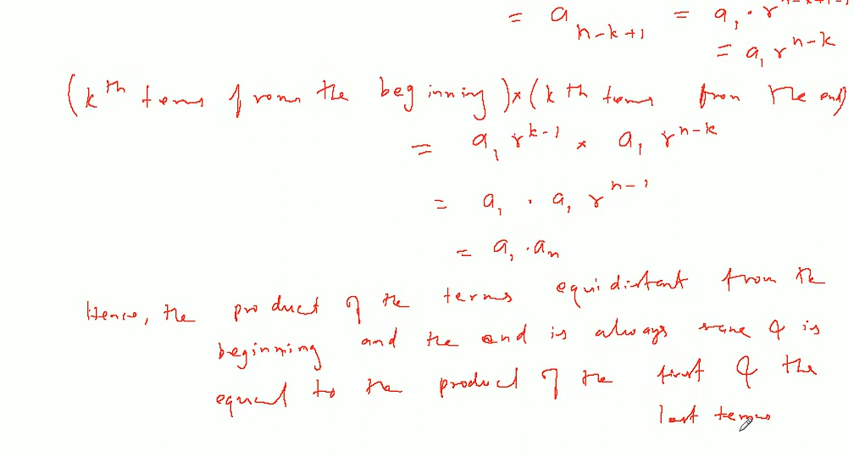 = a_{n-k+1} = a_1 · r^{n-k+1-1}
= a_1 r^{n-k}
(k^{th} term from the beginning) × (k th term from the end)
= a_1 r^{k-1} × a_1 r^{n-k}
= a_1 · a_1 r^{n-1}
= a_1 · a_n
Hence, the product of the terms equidistant from the
beginning and the end is always same & is
equal to the product of the first & the
last terms